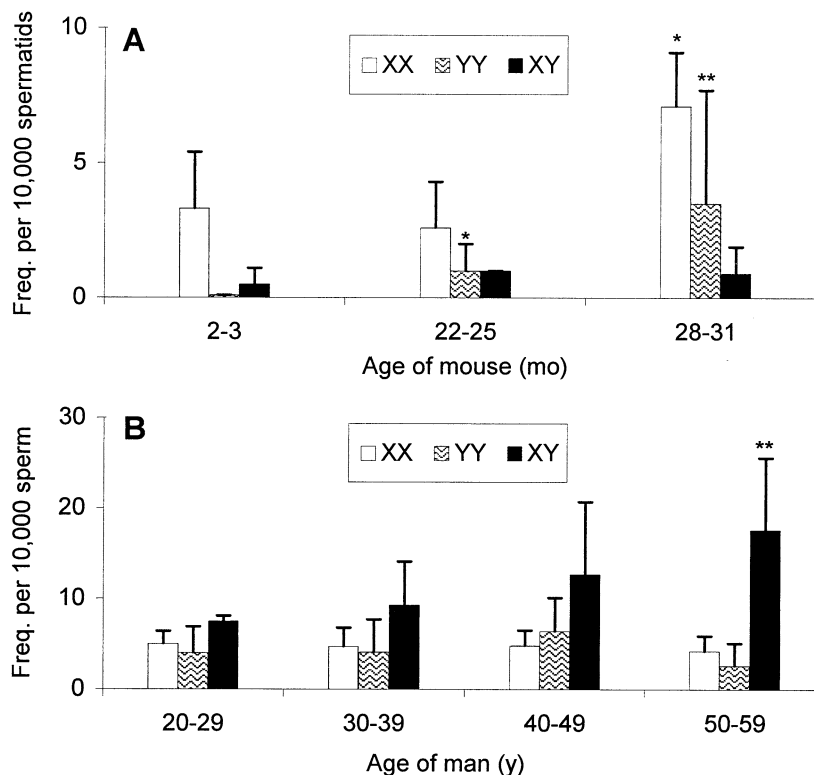 A
Freq. per 10,000 spermatids
10
5
0
XX YY XY
*
**
*
2-3 22-25 28-31
Age of mouse (mo)
B
Freq. per 10,000 sperm
30
20
10
0
XX YY XY
**
20-29 30-39 40-49 50-59
Age of man (y)